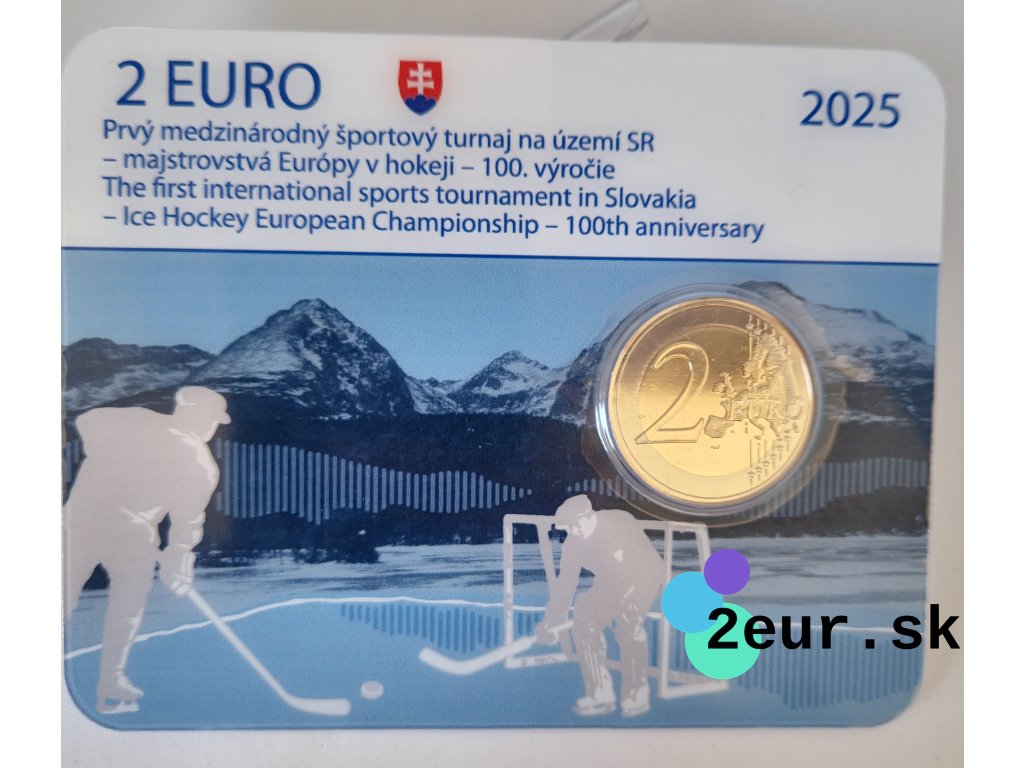 2 EURO
2025
Prvý medzinárodný športový turnaj na území SR
– majstrovstvá Európy v hokeji – 100. výročie
The first international sports tournament in Slovakia
– Ice Hockey European Championship – 100th anniversary
2 EURO
2eur.sk